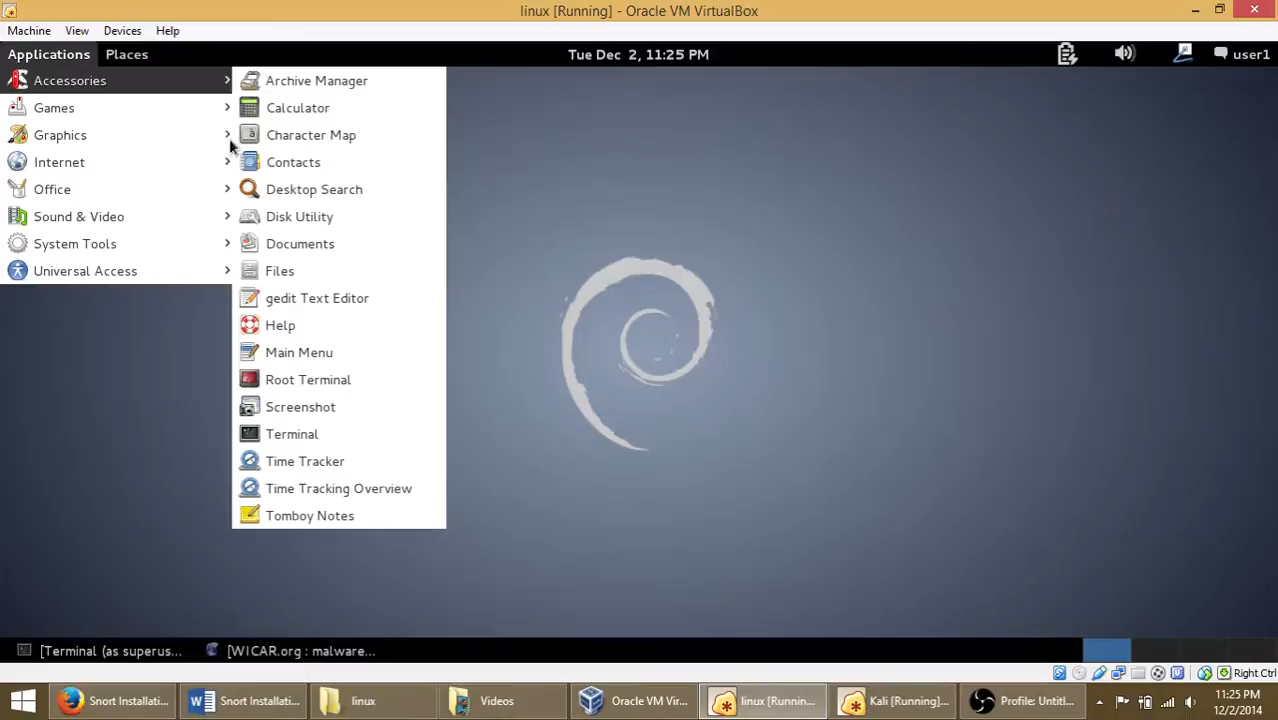 linux [Running] - Oracle VM VirtualBox
Machine View Devices Help
Applications Places Tue Dec 2, 11:25 PM user1
Accessories
Games
Graphics
Internet
Office
Sound & Video
System Tools
Universal Access
Archive Manager
Calculator
Character Map
Contacts
Desktop Search
Disk Utility
Documents
Files
gedit Text Editor
Help
Main Menu
Root Terminal
Screenshot
Terminal
Time Tracker
Time Tracking Overview
Tomboy Notes
[Terminal (as superus... [WICAR.org : malware...
Right Ctrl
Snort Installati... Snort Installati... linux Videos Oracle VM Vir... linux [Runnin... Kali [Running]... Profile: Untitl...
11:25 PM
12/2/2014